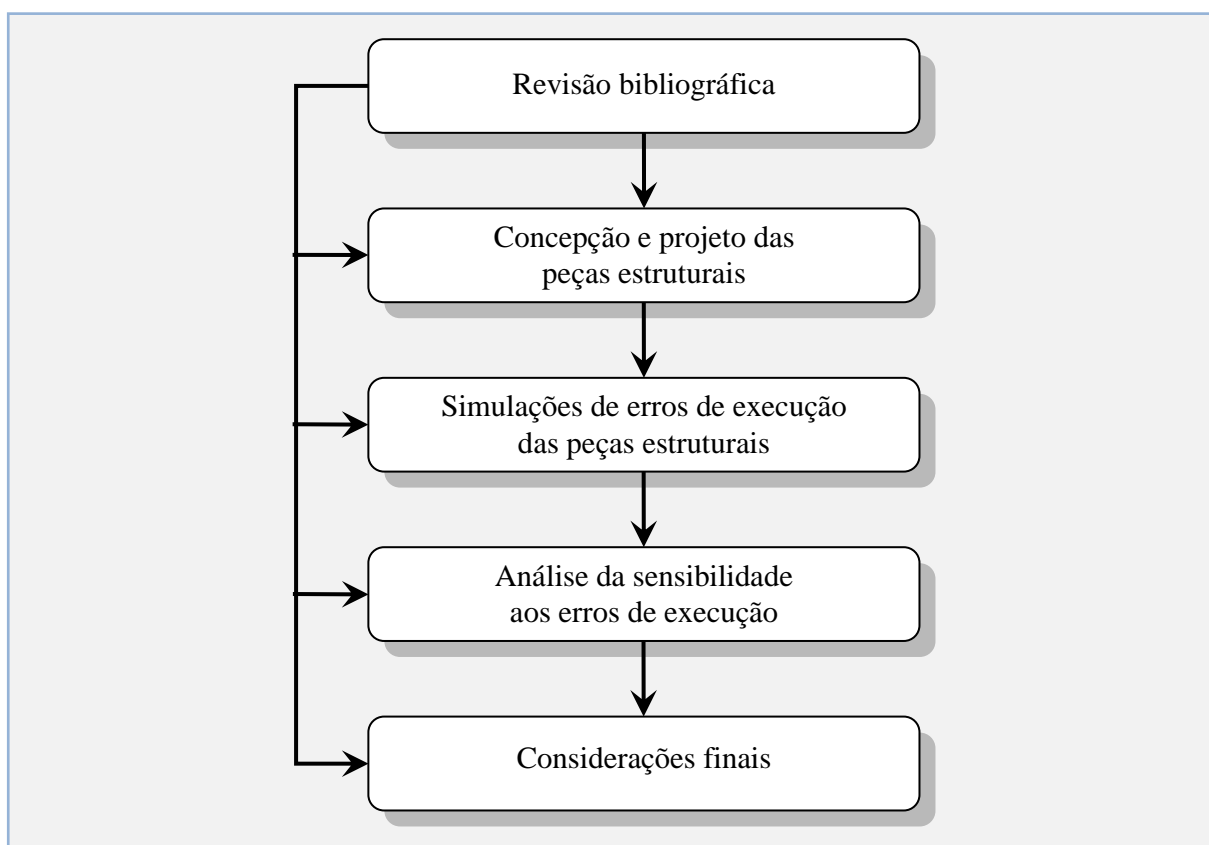 Revisão bibliográfica
Concepção e projeto das
peças estruturais
Simulações de erros de execução
das peças estruturais
Análise da sensibilidade
aos erros de execução
Considerações finais